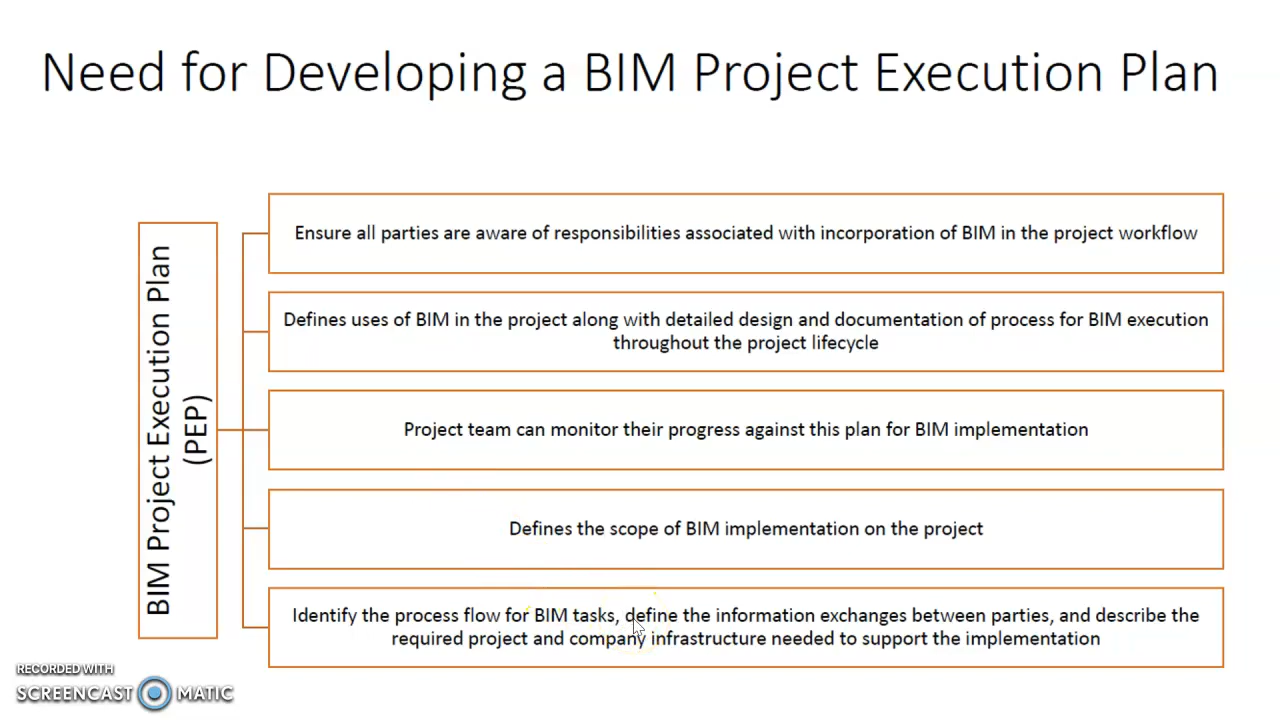 Need for Developing a BIM Project Execution Plan
BIM Project Execution Plan
(PEP)
Ensure all parties are aware of responsibilities associated with incorporation of BIM in the project workflow
Defines uses of BIM in the project along with detailed design and documentation of process for BIM execution
throughout the project lifecycle
Project team can monitor their progress against this plan for BIM implementation
Defines the scope of BIM implementation on the project
Identify the process flow for BIM tasks, define the information exchanges between parties, and describe the
required project and company infrastructure needed to support the implementation
RECORDED WITH
SCREENCAST MATIC